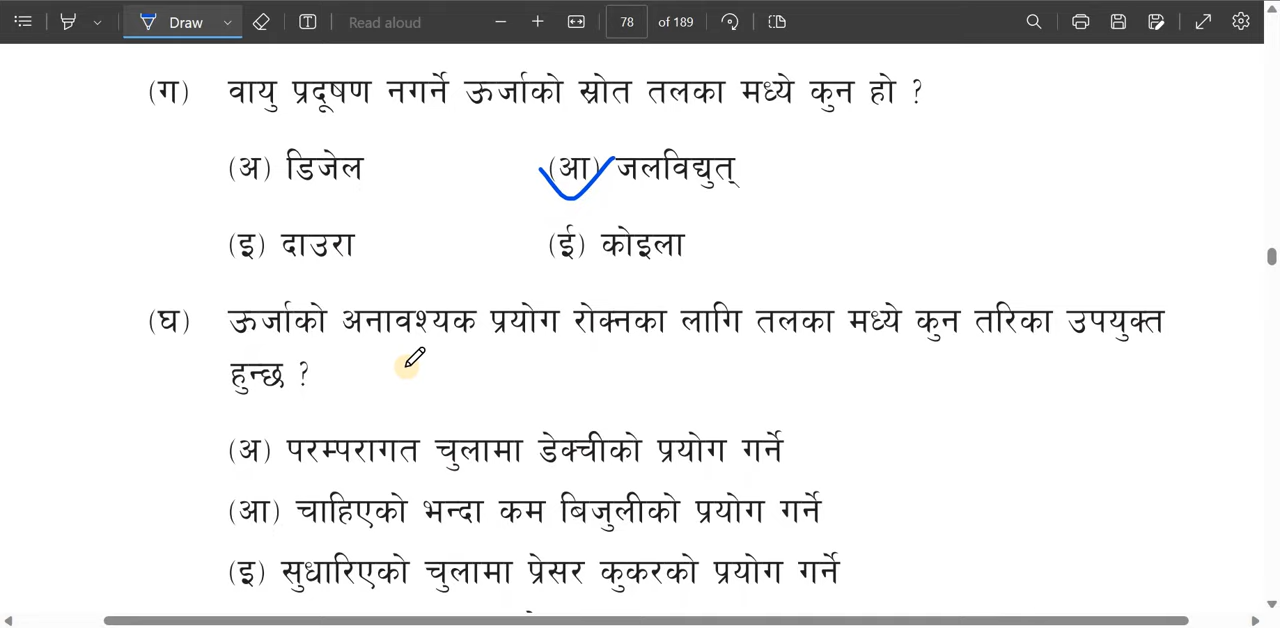 Draw
Read aloud
78 of 189
(ग) वायु प्रदूषण नगर्ने ऊर्जाको स्रोत तलका मध्ये कुन हो ?
(अ) डिजेल (आ) जलविद्युत्
(इ) दाउरा (ई) कोइला
(घ) ऊर्जाको अनावश्यक प्रयोग रोक्नका लागि तलका मध्ये कुन तरिका उपयुक्त
हुन्छ ?
(अ) परम्परागत चुलामा डेक्चीको प्रयोग गर्ने
(आ) चाहिएको भन्दा कम बिजुलीको प्रयोग गर्ने
(इ) सुधारिएको चुलामा प्रेसर कुकरको प्रयोग गर्ने